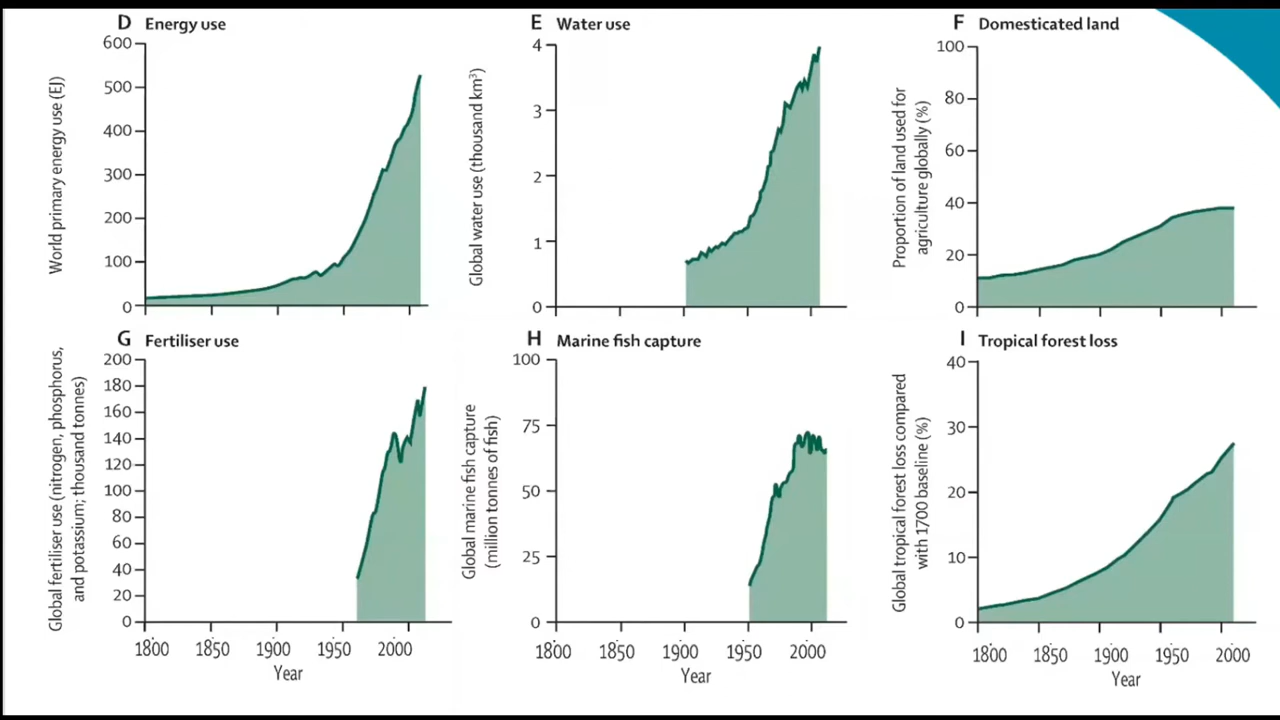 D Energy use
World primary energy use (EJ)
600
500
400
300
200
100
0
E Water use
Global water use (thousand km³)
4
3
2
1
0
F Domesticated land
Proportion of land used for
agriculture globally (%)
100
80
60
40
20
0
G Fertiliser use
Global fertiliser use (nitrogen, phosphorus,
and potassium; thousand tonnes)
200
180
160
140
120
100
80
60
40
20
0
1800 1850 1900 1950 2000
Year
H Marine fish capture
Global marine fish capture
(million tonnes of fish)
100
75
50
25
0
1800 1850 1900 1950 2000
Year
I Tropical forest loss
Global tropical forest loss compared
with 1700 baseline (%)
40
30
20
10
0
1800 1850 1900 1950 2000
Year